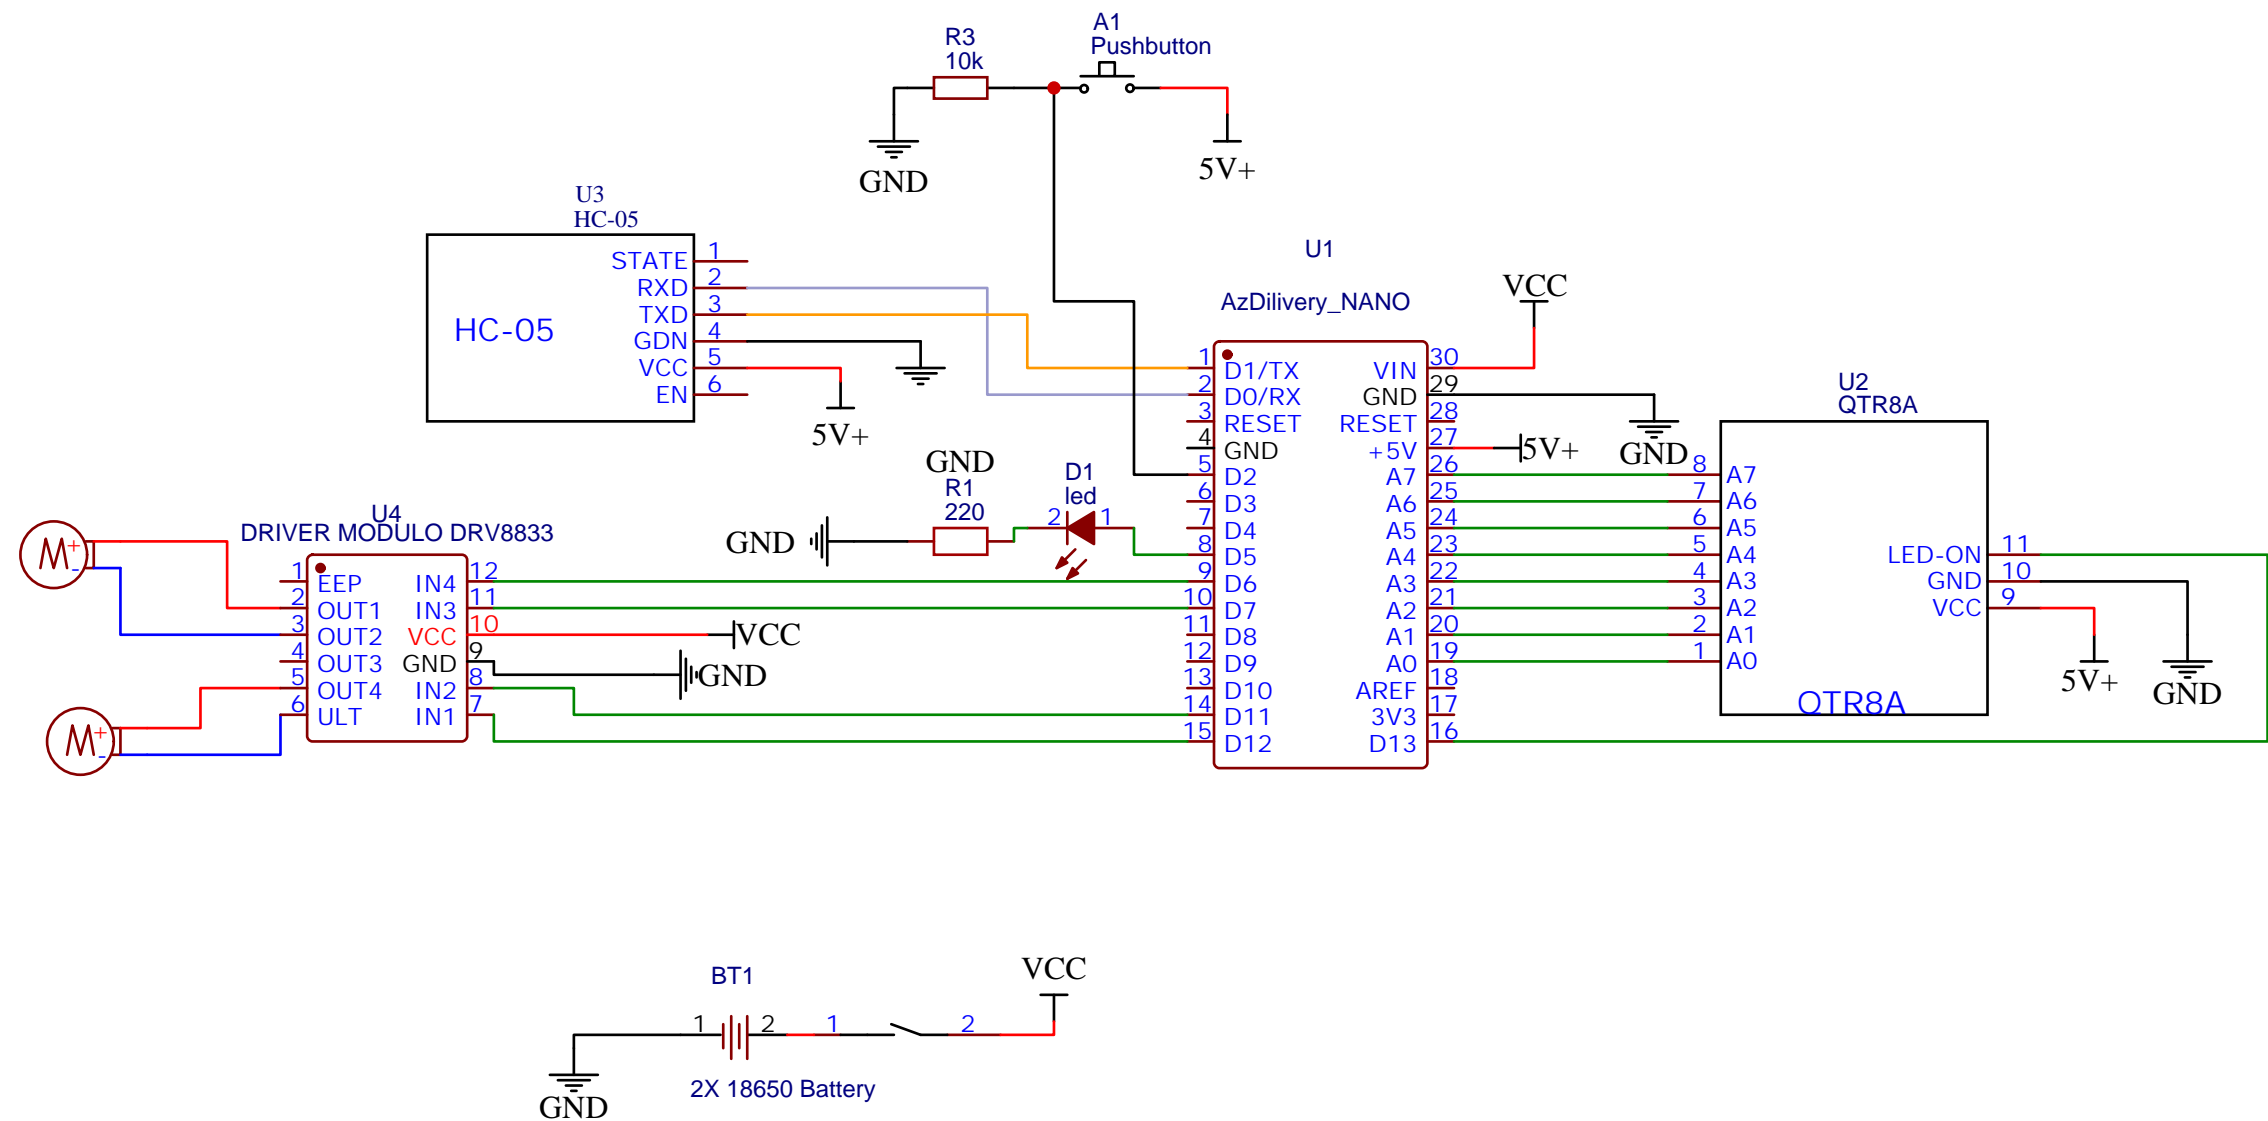 R3
10k
A1
Pushbutton
GND
5V+
U3
HC-05
HC-05
STATE 1
RXD 2
TXD 3
GDN 4
VCC 5
EN 6
5V+
U1
AzDilivery_NANO
VCC
1 D1/TX VIN 30
2 D0/RX GND 29
3 RESET RESET 28
4 GND +5V 27
5 D2 A7 26
6 D3 A6 25
7 D4 A5 24
8 D5 A4 23
9 D6 A3 22
10 D7 A2 21
11 D8 A1 20
12 D9 A0 19
13 D10 AREF 18
14 D11 3V3 17
15 D12 D13 16
GND
5V+
U2
QTR8A
8 A7
7 A6
6 A5
5 A4 LED-ON 11
4 A3 GND 10
3 A2 VCC 9
2 A1
1 A0
QTR8A
5V+
GND
GND
R1
220
D1
led
GND
2 1
U4
DRIVER MODULO DRV8833
M + -
1 EEP IN4 12
2 OUT1 IN3 11
3 OUT2 VCC 10
4 OUT3 GND 9
5 OUT4 IN2 8
6 ULT IN1 7
VCC
GND
M + -
BT1
VCC
1 2 1 2
2X 18650 Battery
GND